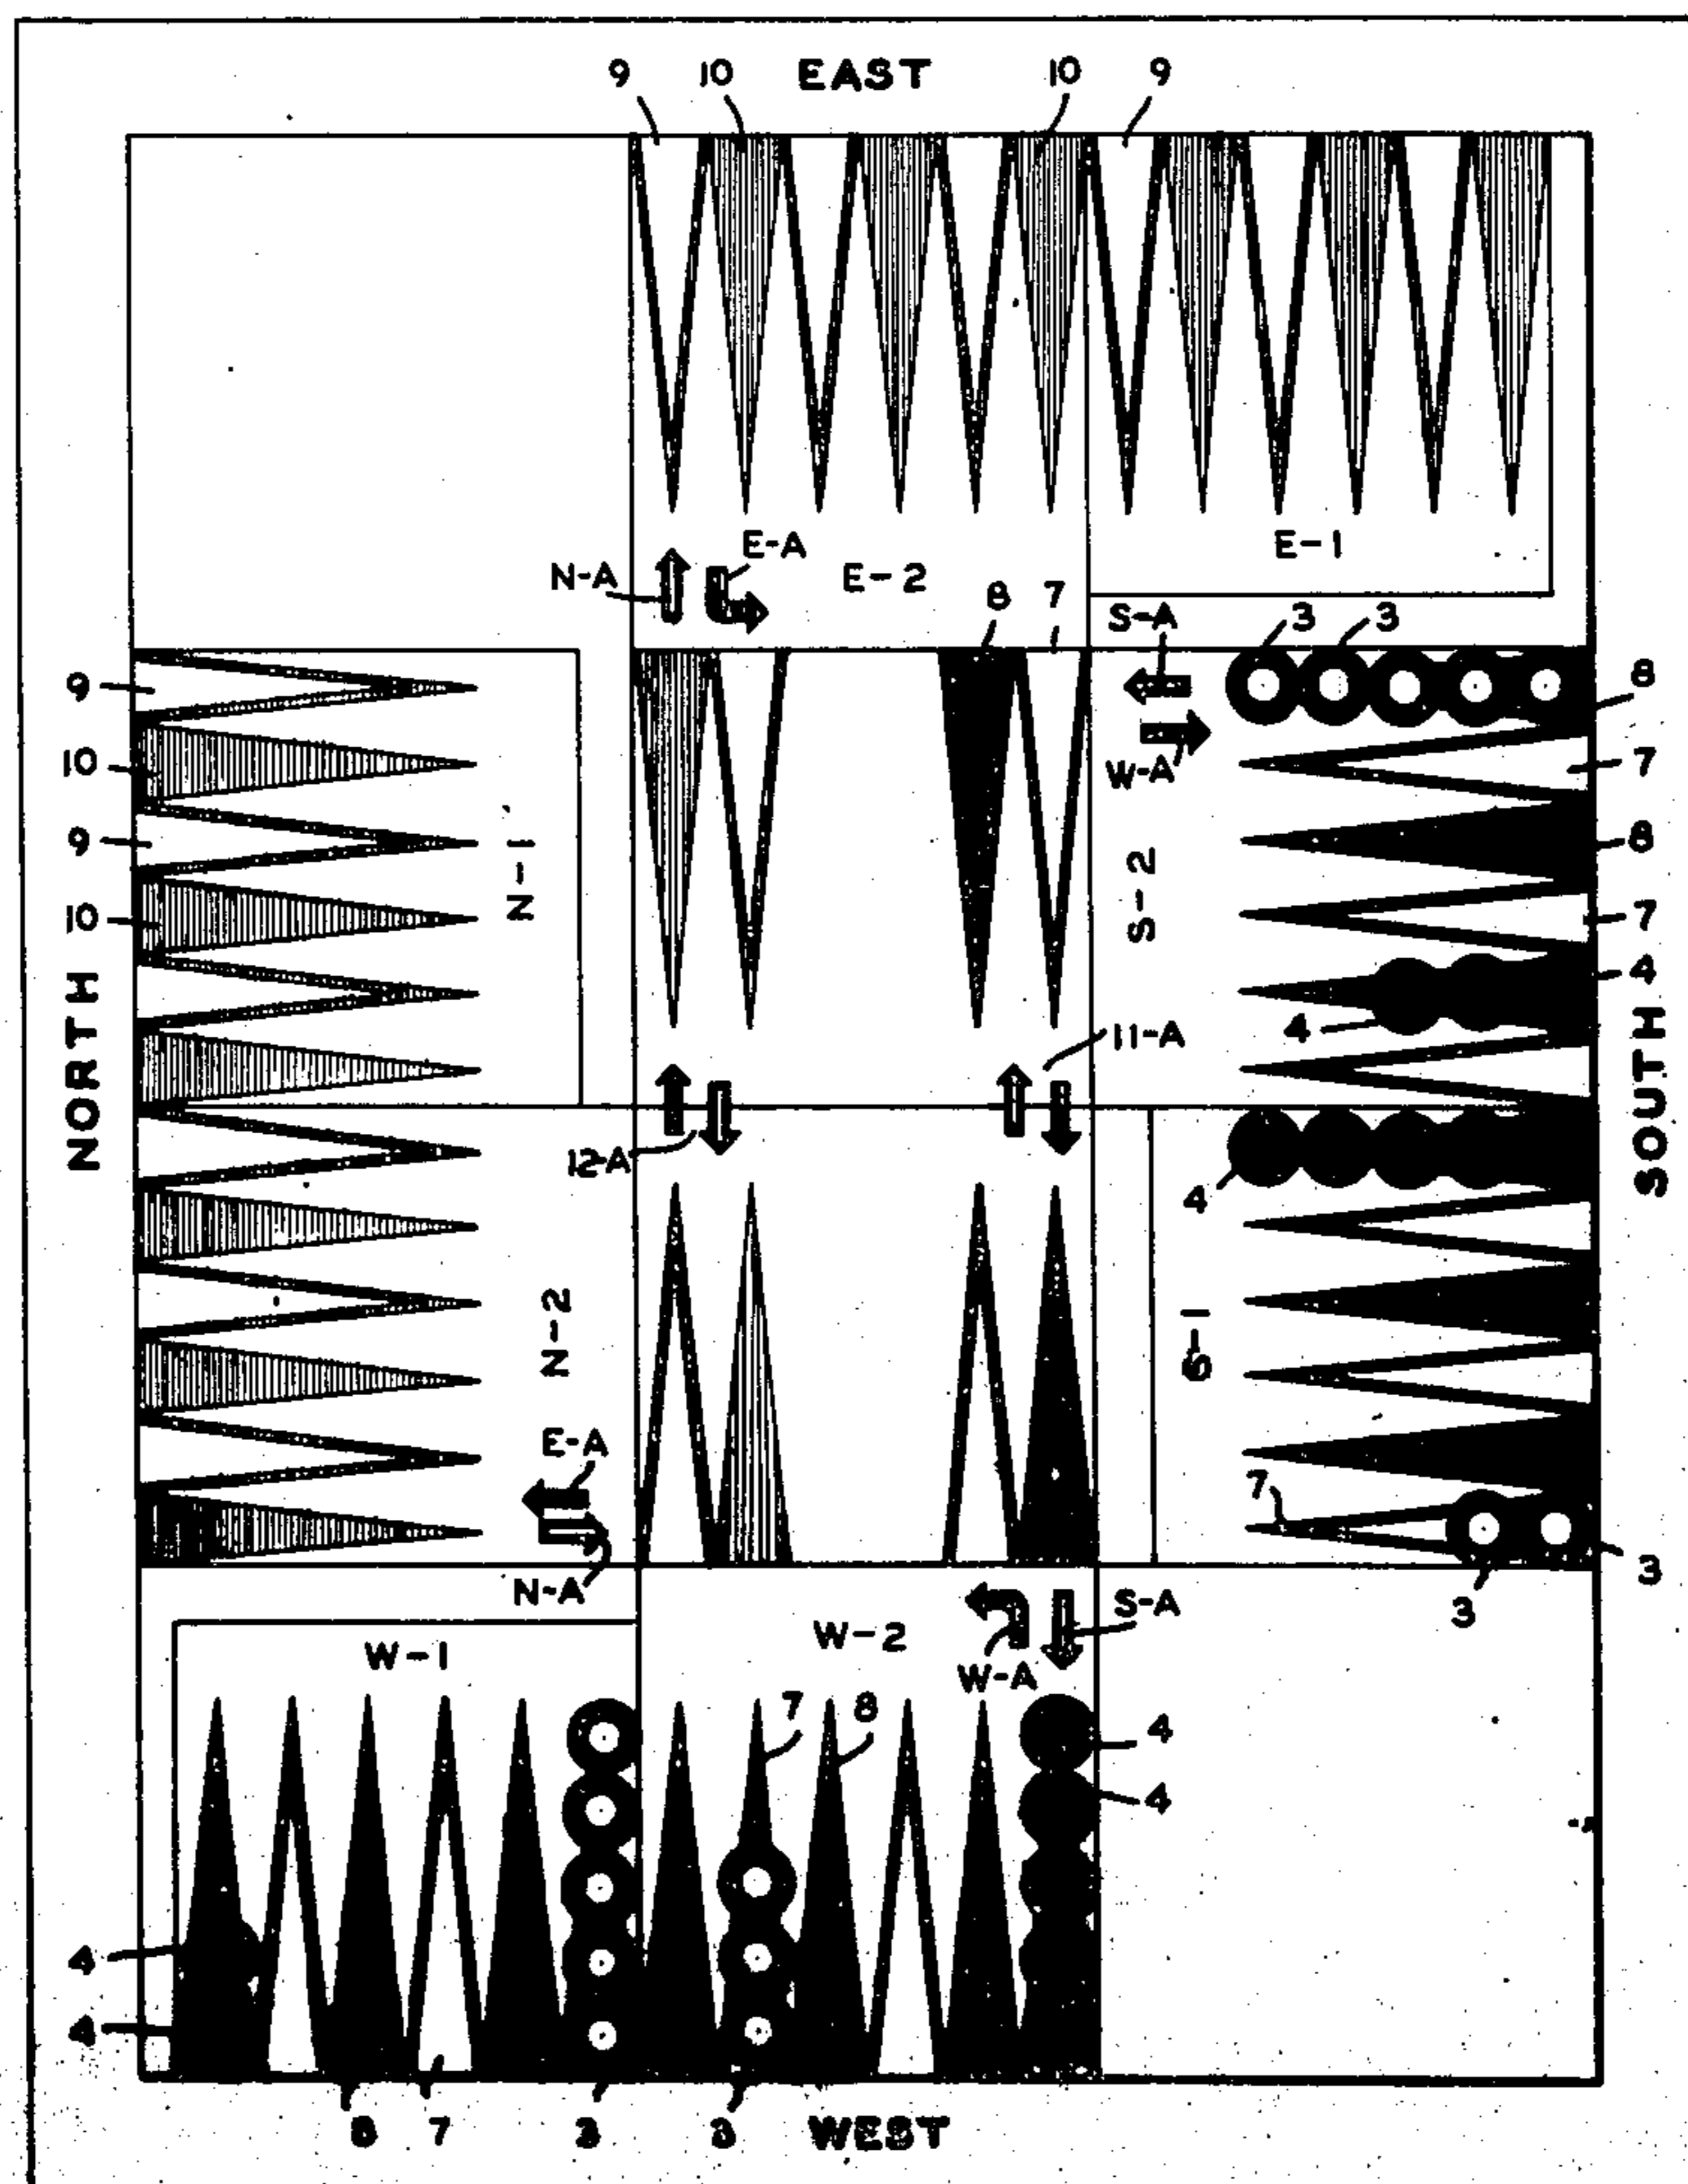 9 10 EAST 10 9
E-A E-1
N-A E-2
8 7 S-A 3 3
9 8
10 W-A 7
9 N-1 S-2 8
10 7
4
NORTH 4 11-A SOUTH
12-A
4
N-2 S-1
E-A
7
N-A 3
3
W-1 W-2 S-A
W-A
7 8 4
4
4
4
8 7 3 3 WEST